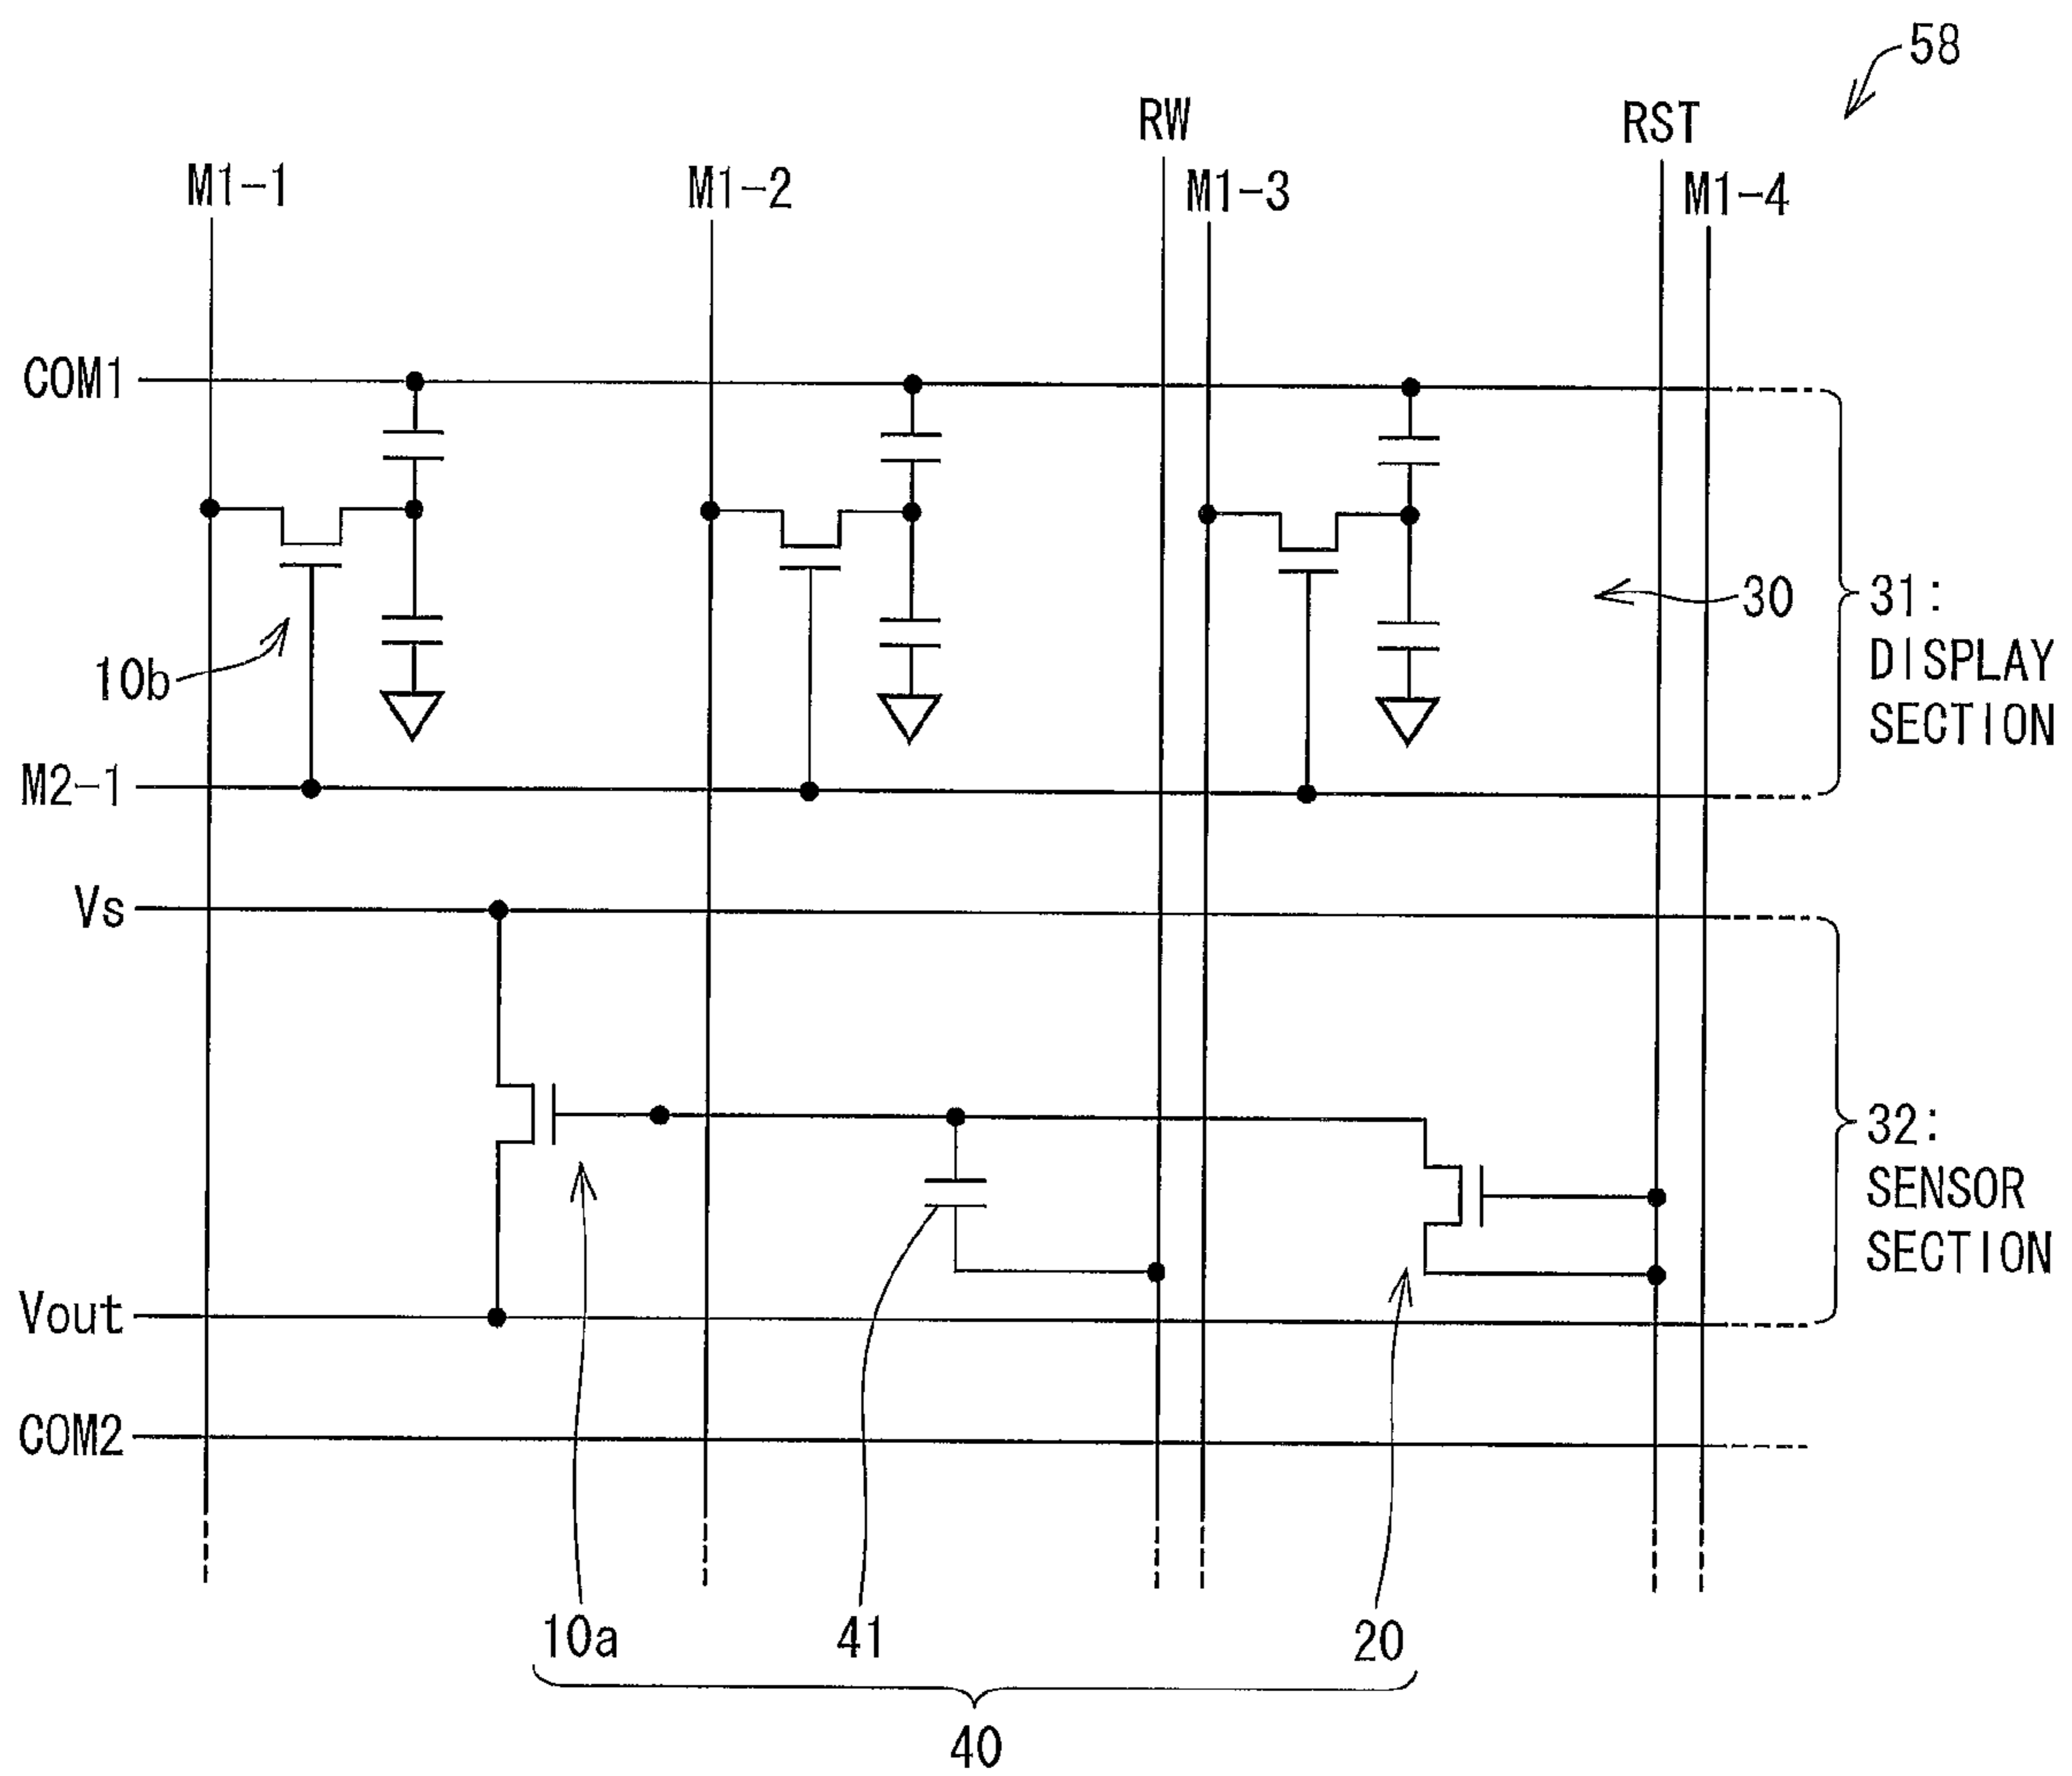 58
RW
RST
M1-1
M1-2
M1-3
M1-4
COM1
30
31:
DISPLAY
SECTION
10b
M2-1
Vs
32:
SENSOR
SECTION
Vout
COM2
10a
41
20
40